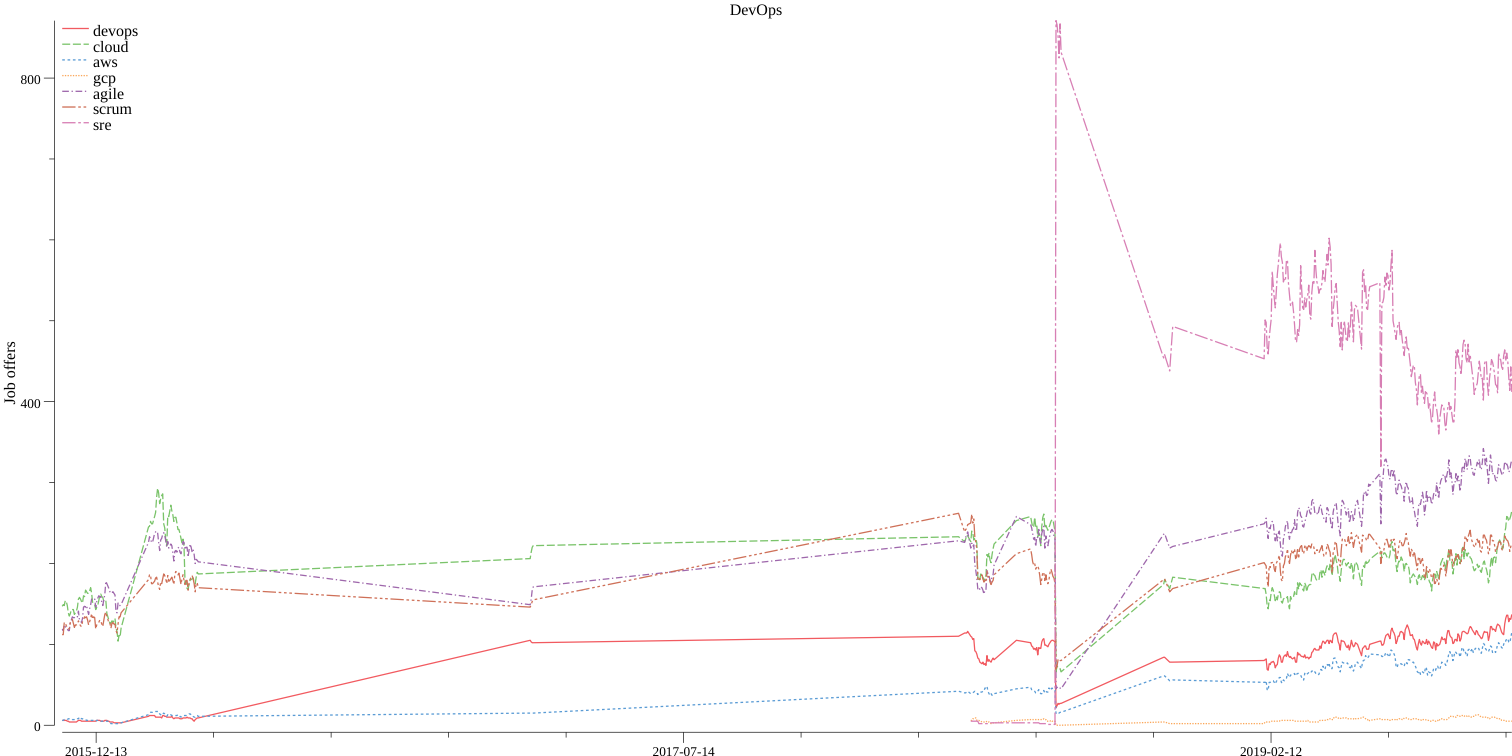 DevOps
devops
cloud
aws
gcp
agile
scrum
sre
Job offers
800
400
0
2015-12-13
2017-07-14
2019-02-12